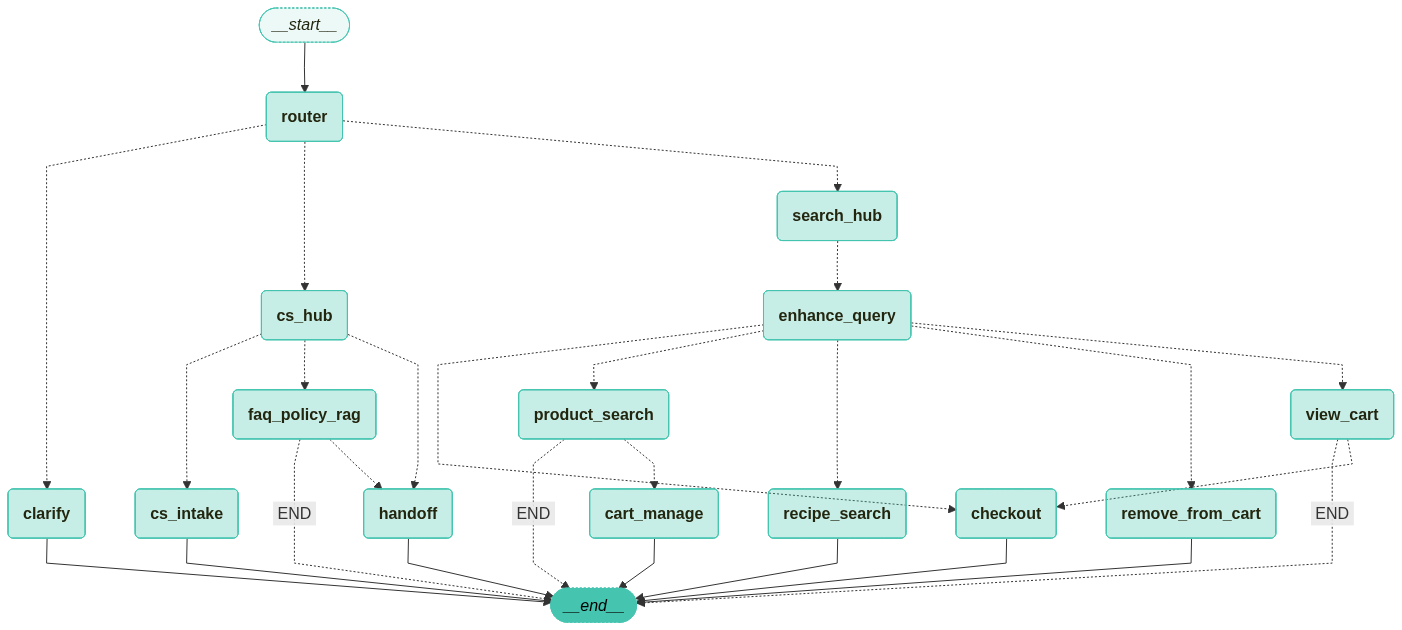 __start__
router
search_hub
cs_hub
enhance_query
faq_policy_rag
product_search
view_cart
clarify
cs_intake
END
handoff
END
cart_manage
recipe_search
checkout
remove_from_cart
END
__end__